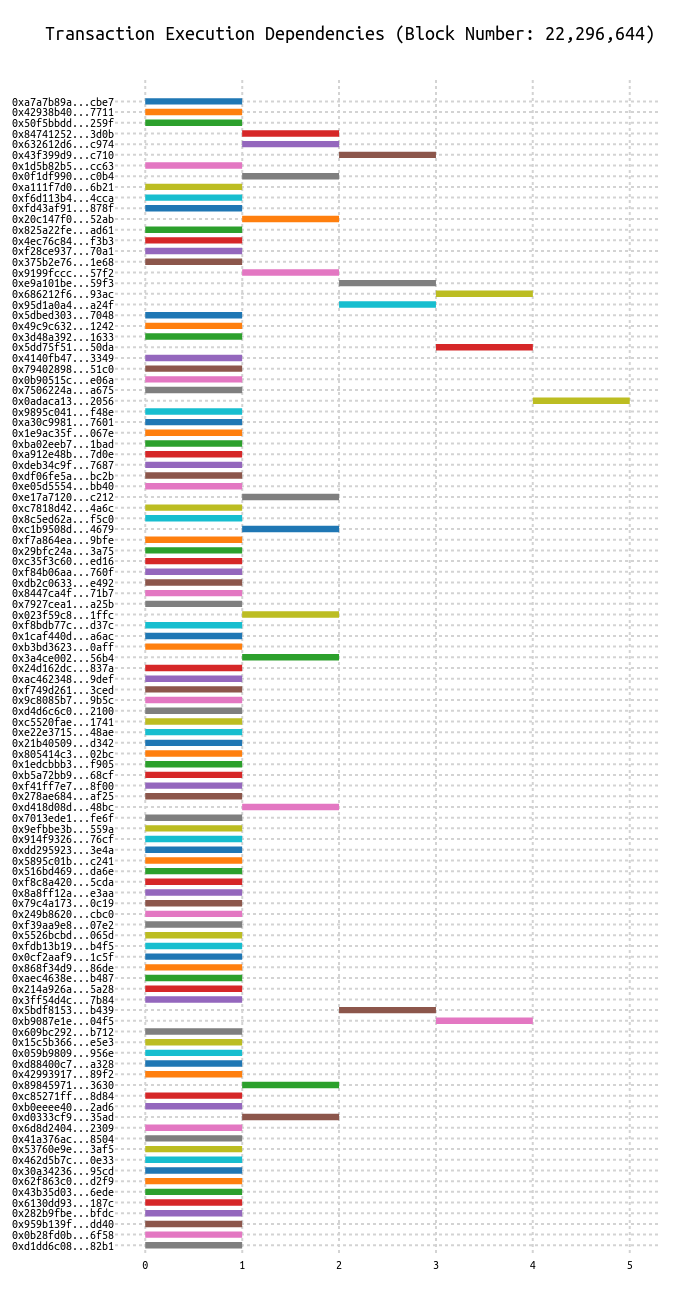 Transaction Execution Dependencies (Block Number: 22,296,644)
0xa7a7b89a...cbe7
0x42938b40...7711
0x50f5bbdd...259f
0x84741252...3d0b
0x632612d6...c974
0x43f399d9...c710
0x1d5b82b5...cc63
0x0f1df990...c0b4
0xa111f7d0...6b21
0xf6d113b4...4cca
0xfd43af91...878f
0x20c147f0...52ab
0x825a22fe...ad61
0x4ec76c84...f3b3
0xf28ce937...70a1
0x375b2e76...1e68
0x9199fccc...57f2
0xe9a101be...59f3
0x686212f6...93ac
0x95d1a0a4...a24f
0x5dbed303...7048
0x49c9c632...1242
0x3d48a392...1633
0x5dd75f51...50da
0x4140fb47...3349
0x79402898...51c0
0x0b90515c...e06a
0x7506224a...a675
0x0adaca13...2056
0x9895c041...f48e
0xa30c9981...7601
0x1e9ac35f...067e
0xba02eeb7...1bad
0xa912e48b...7d0e
0xdeb34c9f...7687
0xdf06fe5a...bc2b
0xe05d5554...bb40
0xe17a7120...c212
0xc7818d42...4a6c
0x8c5ed62a...f5c0
0xc1b9508d...4679
0xf7a864ea...9bfe
0x29bfc24a...3a75
0xc35f3c60...ed16
0xf84b06aa...760f
0xdb2c0633...e492
0x8447ca4f...71b7
0x7927cea1...a25b
0x023f59c8...1ffc
0xf8bdb77c...d37c
0x1caf440d...a6ac
0xb3bd3623...0aff
0x3a4ce002...56b4
0x24d162dc...837a
0xac462348...9def
0xf749d261...3ced
0x9c8085b7...9b5c
0xd4d6c6c0...2100
0xc5520fae...1741
0xe22e3715...48ae
0x21b40509...d342
0x805414c3...02bc
0x1edcbbb3...f905
0xb5a72bb9...68cf
0xf41ff7e7...8f00
0x278ae684...af25
0xd418d08d...48bc
0x7013ede1...fe6f
0x9efbbe3b...559a
0x914f9326...76cf
0xdd295923...3e4a
0x5895c01b...c241
0x516bd469...da6e
0xf8c8a420...5cda
0x8a8ff12a...e3aa
0x79c4a173...0c19
0x249b8620...cbc0
0xf39aa9e8...07e2
0x5526bcbd...065d
0xfdb13b19...b4f5
0x0cf2aaf9...1c5f
0x868f34d9...86de
0xaec4638e...b487
0x214a926a...5a28
0x3ff54d4c...7b84
0x5bdf8153...b439
0xb9087e1e...04f5
0x609bc292...b712
0x15c5b366...e5e3
0x059b9809...956e
0xd88400c7...a328
0x42993917...89f2
0x89845971...3630
0xc85271ff...8d84
0xb0eeee40...2ad6
0xd0333cf9...35ad
0x6d8d2404...2309
0x41a376ac...8504
0x53760e9e...3af5
0x462d5b7c...0e33
0x30a34236...95cd
0x62f863c0...d2f9
0x43b35d03...6ede
0x6130dd93...187c
0x282b9fbe...bfdc
0x959b139f...dd40
0x0b28fd0b...6f58
0xd1dd6c08...82b1
0 1 2 3 4 5